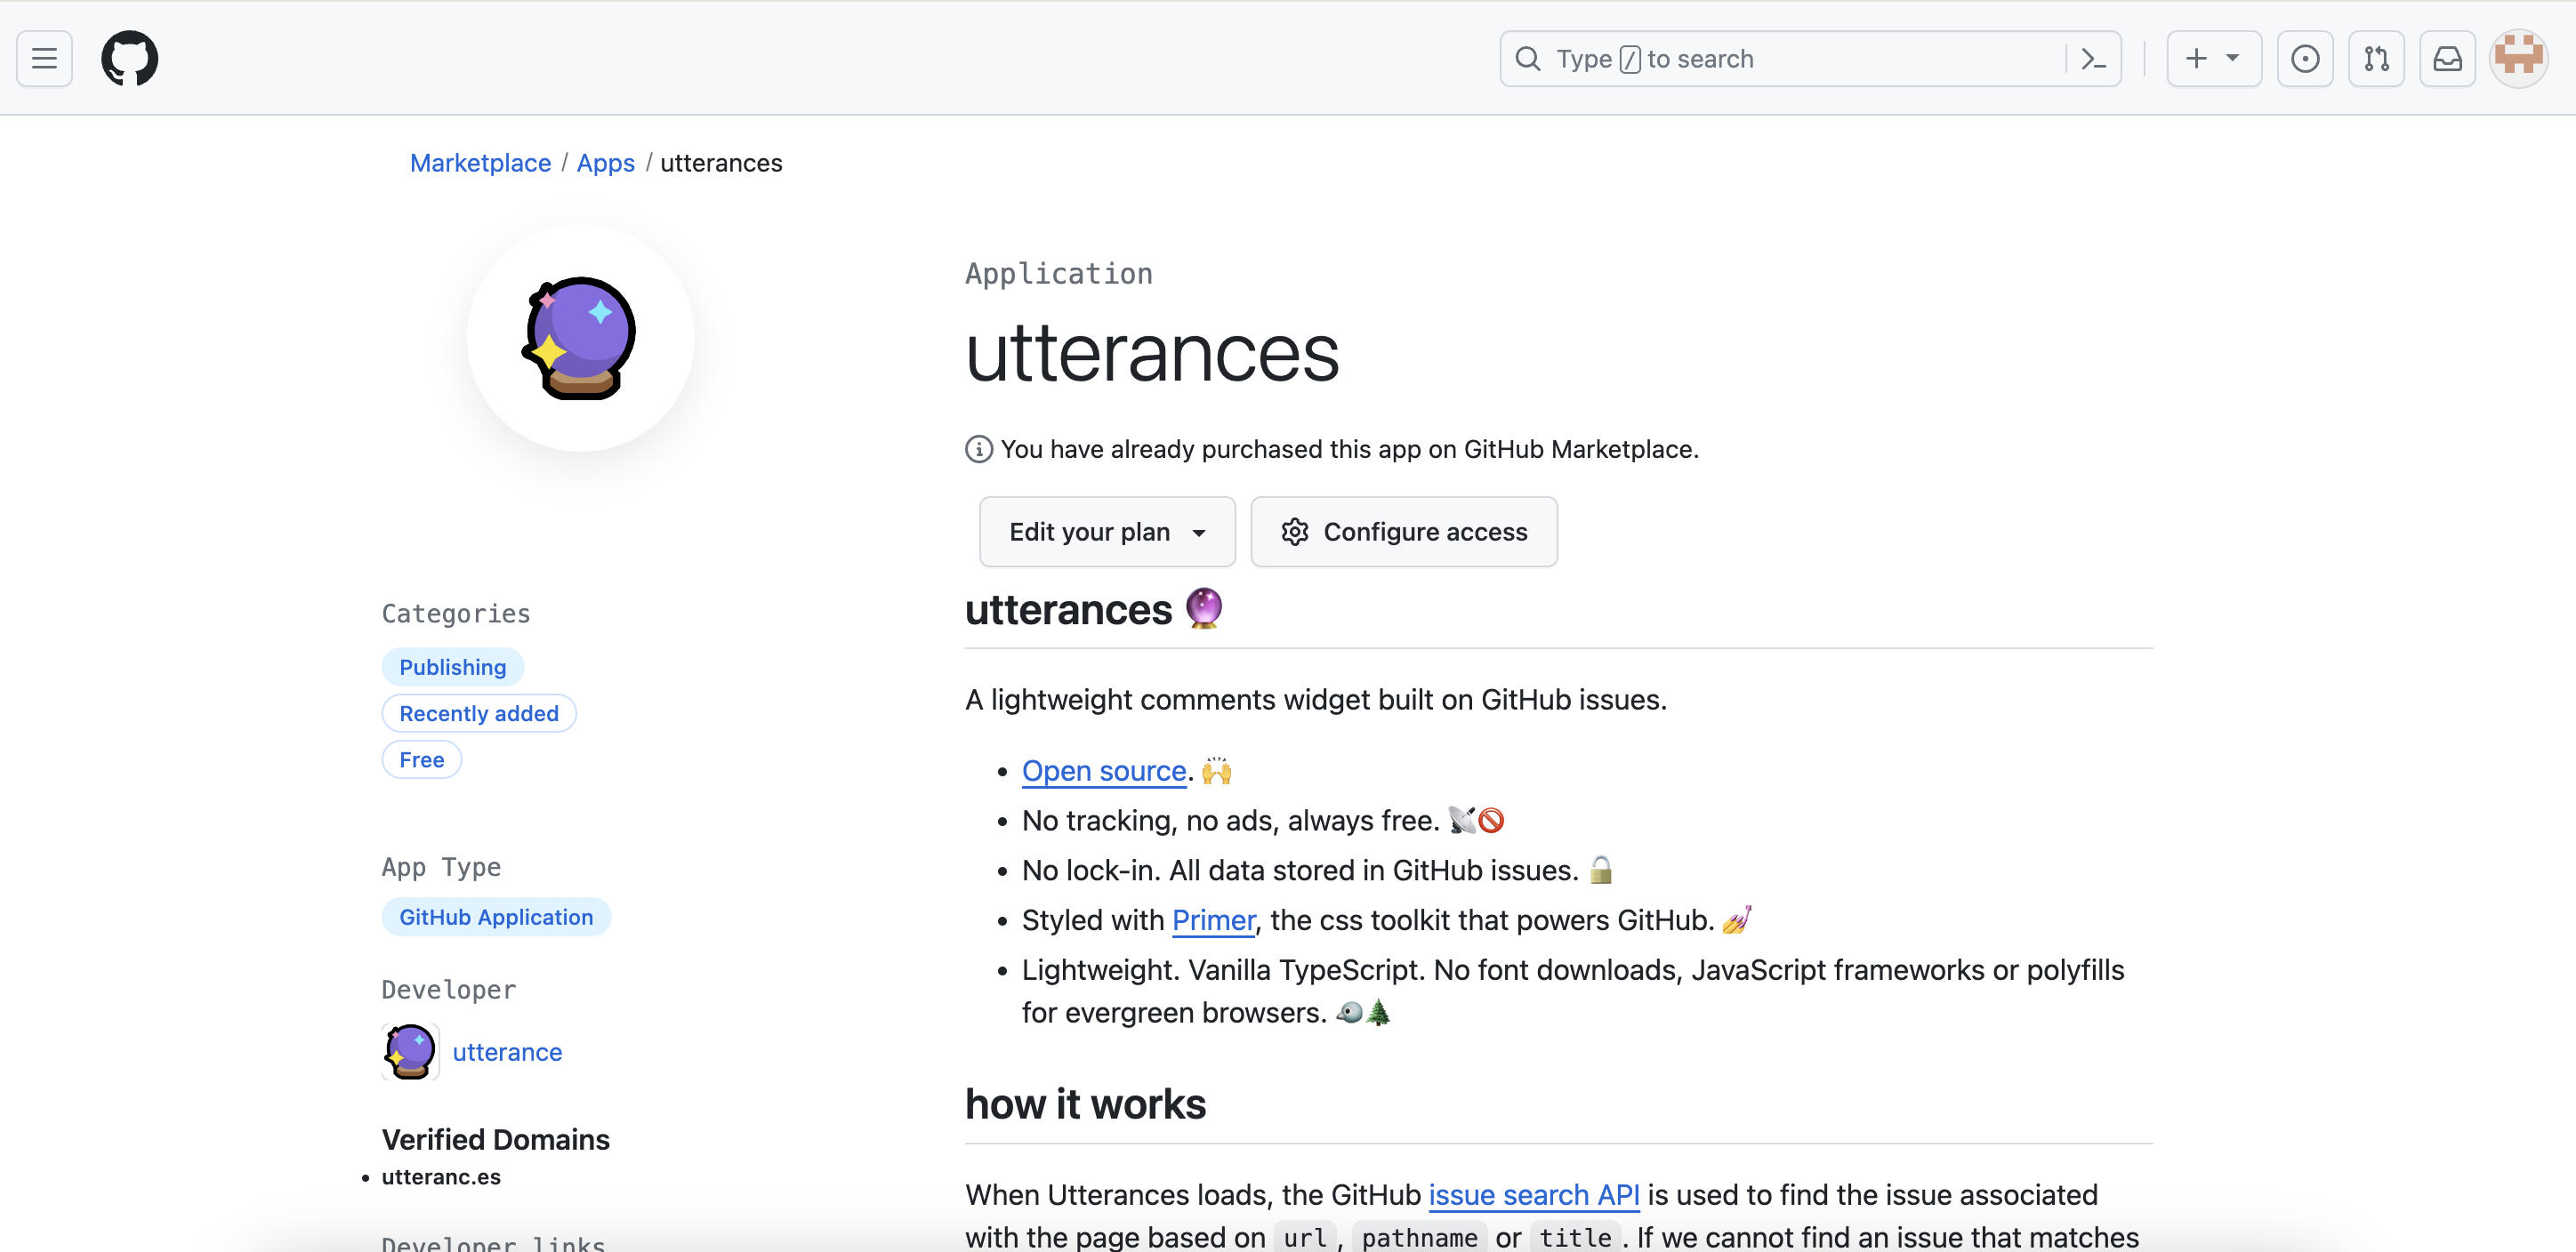 Type / to search
Marketplace / Apps / utterances
Application
utterances
You have already purchased this app on GitHub Marketplace.
Edit your plan
Configure access
utterances 🔮
A lightweight comments widget built on GitHub issues.
• Open source. 🙌
• No tracking, no ads, always free. 📡🚫
• No lock-in. All data stored in GitHub issues. 🔓
• Styled with Primer, the css toolkit that powers GitHub. 💅
• Lightweight. Vanilla TypeScript. No font downloads, JavaScript frameworks or polyfills
for evergreen browsers. 🐦🌲
how it works
When Utterances loads, the GitHub issue search API is used to find the issue associated
with the page based on url, pathname or title. If we cannot find an issue that matches
Categories
Publishing
Recently added
Free
App Type
GitHub Application
Developer
utterance
Verified Domains
• utteranc.es
Developer links